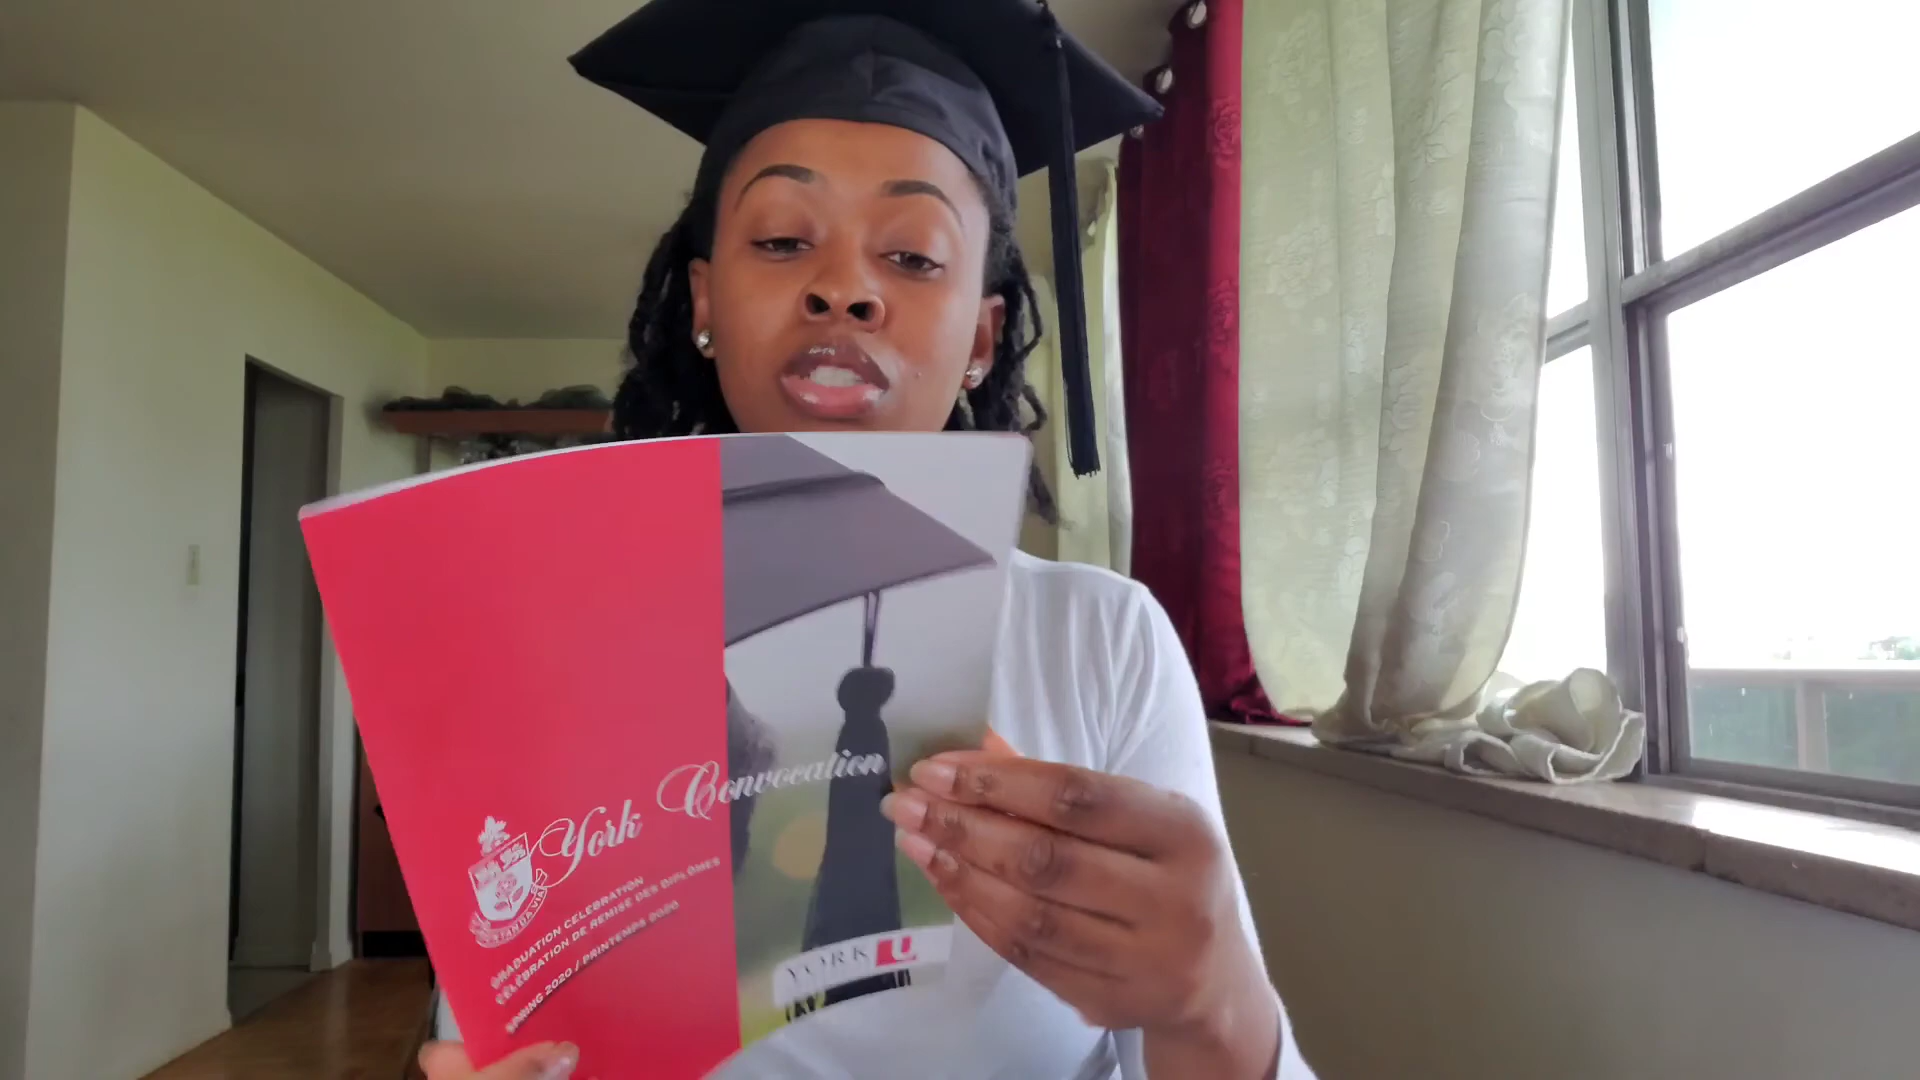 York Convocation
GRADUATION CELEBRATION
CÉLÉBRATION DE REMISE DES DIPLÔMES
SPRING 2020 / PRINTEMPS 2020
YORK U